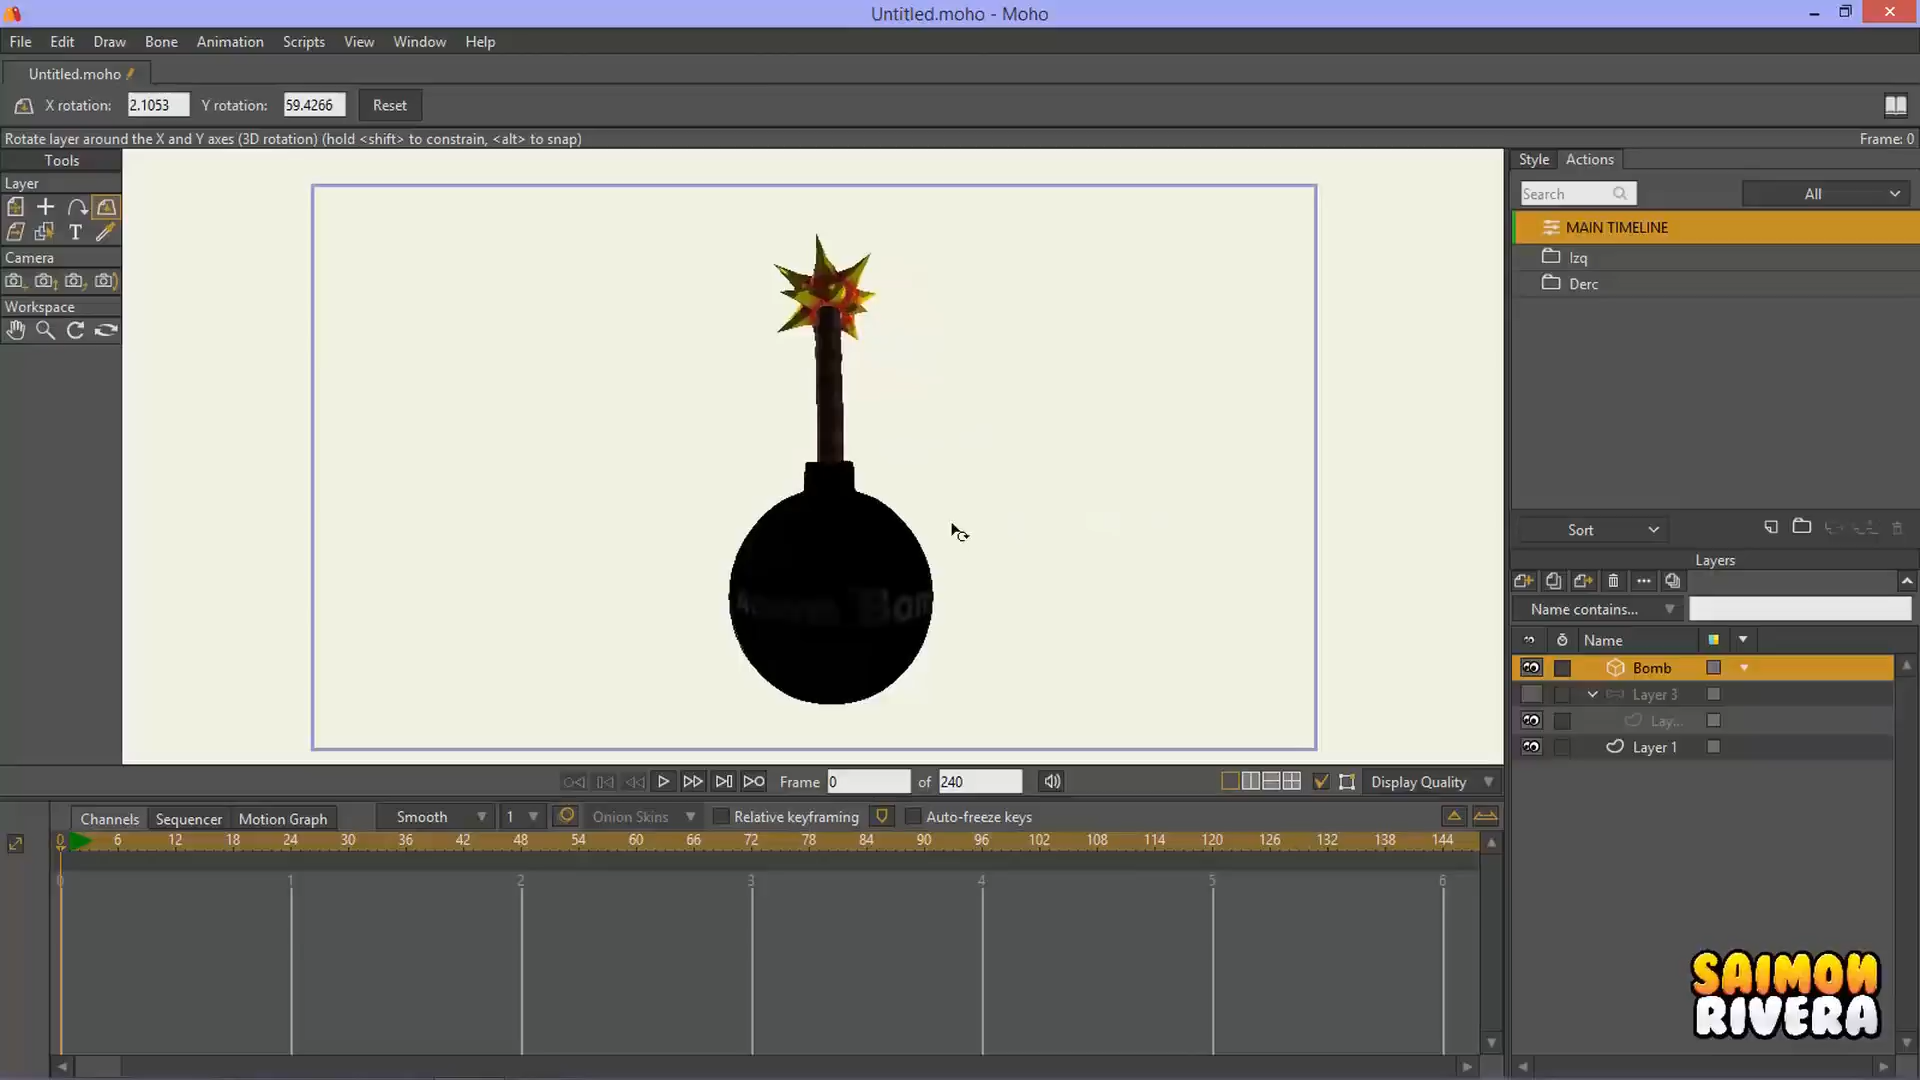 Untitled.moho - Moho
File Edit Draw Bone Animation Scripts View Window Help
Untitled.moho
X rotation: 2.1053 Y rotation: 59.4266 Reset
Rotate layer around the X and Y axes (3D rotation) (hold <shift> to constrain, <alt> to snap) Frame: 0
Tools
Layer
T
Camera
Workspace
Style Actions
Search All
MAIN TIMELINE
Izq
Derc
Sort
Layers
Name contains...
Name
Bomb
Layer 3
Lay...
Layer 1
Frame 0 of 240 Display Quality
Channels Sequencer Motion Graph Smooth 1 Onion Skins Relative keyframing Auto-freeze keys
0 6 12 18 24 30 36 42 48 54 60 66 72 78 84 90 96 102 108 114 120 126 132 138 144
0 1 2 3 4 5 6
SAIMON
RIVERA